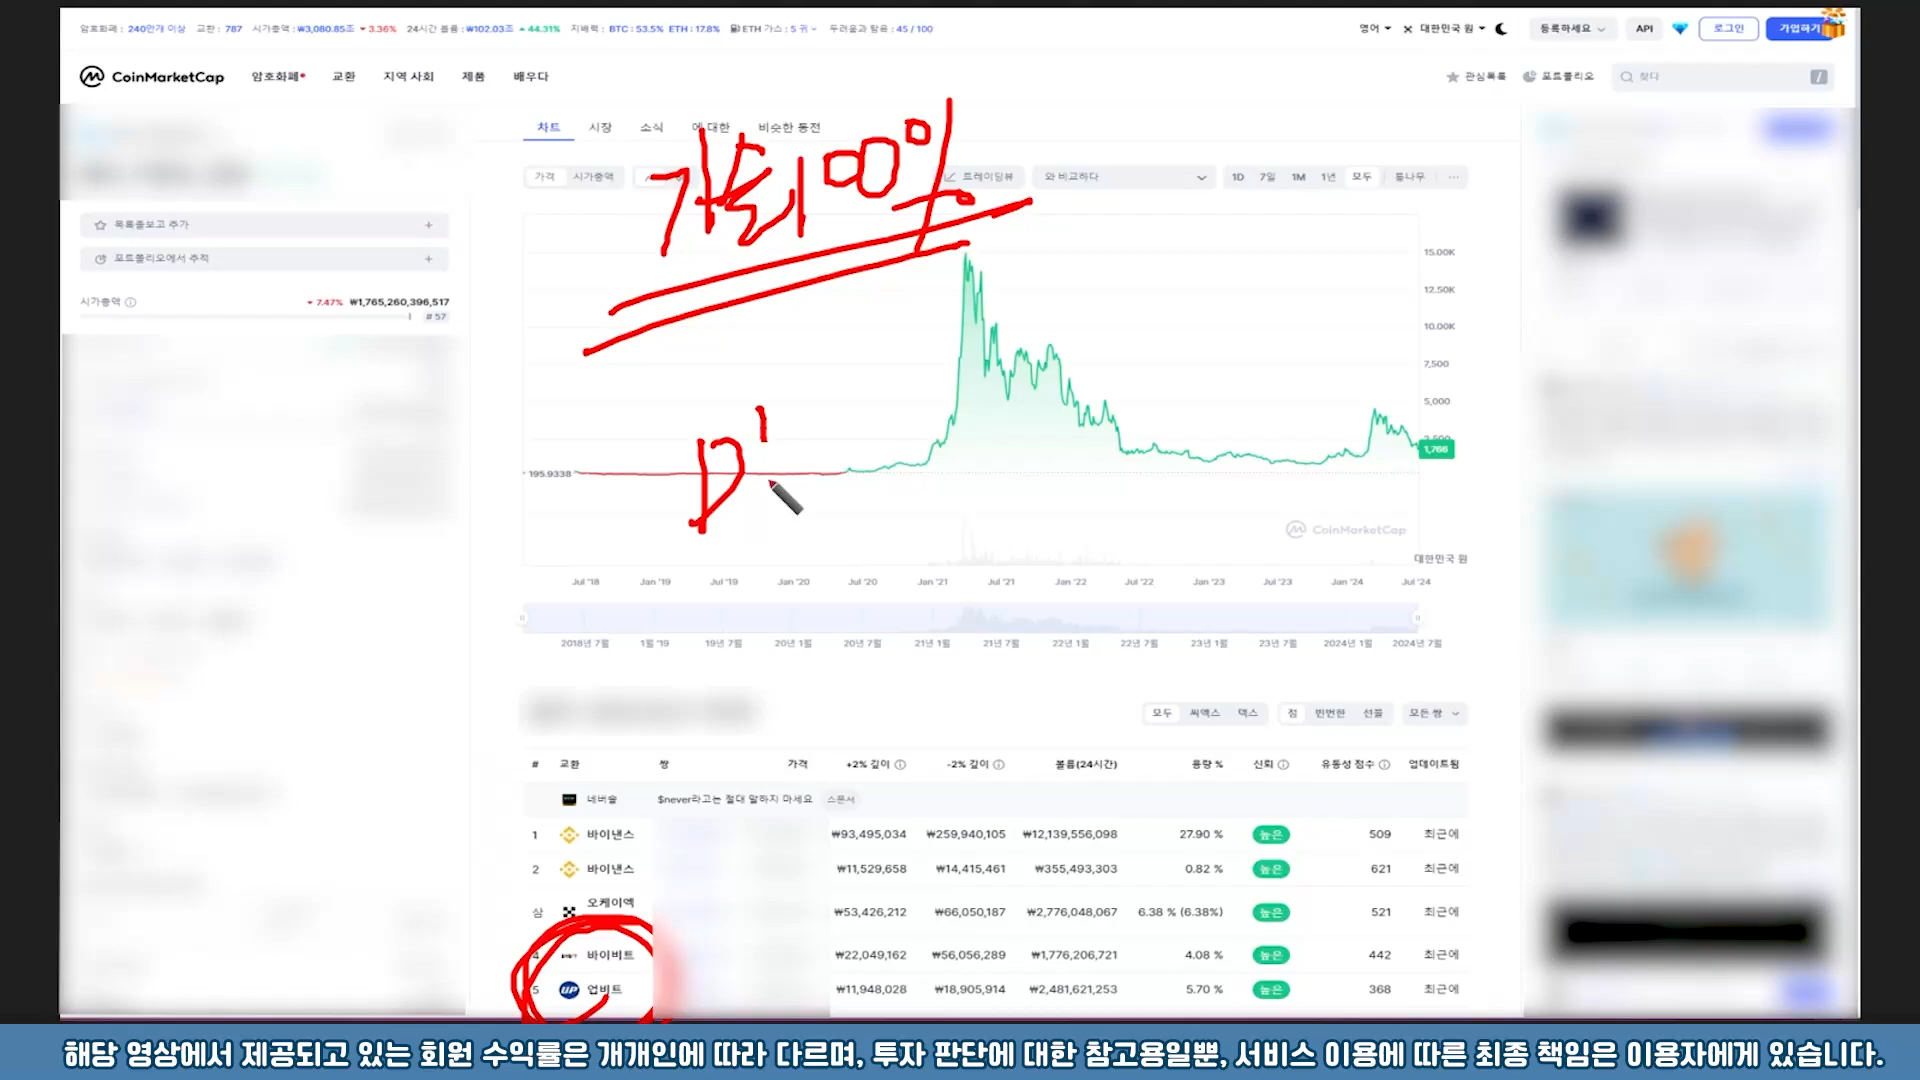 암호화폐 : 240만개 이상 교환 : 787 시가총액 : ₩3,080.85조 ▼ 3.36% 24시간 볼륨 : ₩102.03조 ▲ 44.31% 지배력 : BTC : 53.5% ETH : 17.8% ETH 가스 : 5 귀 두려움과 탐욕 : 45 / 100
영어 대한민국 원 등록하세요 API 로그인 가입하기
CoinMarketCap 암호화폐 교환 지역 사회 제품 배우다
관심목록 포트폴리오 찾다 /
차트 시장 소식 에 대한 비슷한 동전
00%
가격 시가총액 트레이딩뷰 와 비교하다 1D 7일 1M 1년 모두 통나무 ...
목록졸보고 추가 +
포트폴리오에서 추적 +
시가총액 ▼ 7.47% ₩1,765,260,396,517
# 57
15.00K
12.50K
10.00K
7,500
5,000
2,500
1,766
195.9338
D'
CoinMarketCap
대한민국 원
Jul '18 Jan '19 Jul '19 Jan '20 Jul '20 Jan '21 Jul '21 Jan '22 Jul '22 Jan '23 Jul '23 Jan '24 Jul '24
2018년 7월 1월 '19 19년 7월 20년 1월 20년 7월 21년 1월 21년 7월 22년 1월 22년 7월 23년 1월 23년 7월 2024년 1월 2024년 7월
모두 씨엑스 덱스 점 빈번한 선물 모든 쌍
# 교환 쌍 가격 +2% 깊이 -2% 깊이 볼륨(24시간) 용량 % 신뢰 유동성 점수 업데이트됨
네버슬 $never라고는 절대 말하지 마세요 스폰서
1 바이낸스 ₩93,495,034 ₩259,940,105 ₩12,139,556,098 27.90 % 높은 509 최근에
2 바이낸스 ₩11,529,658 ₩14,415,461 ₩355,493,303 0.82 % 높은 621 최근에
삼 오케이엑 ₩53,426,212 ₩66,050,187 ₩2,776,048,067 6.38 % (6.38%) 높은 521 최근에
4 바이비트 ₩22,049,162 ₩56,056,289 ₩1,776,206,721 4.08 % 높은 442 최근에
5 UP 업비트 ₩11,948,028 ₩18,905,914 ₩2,481,621,253 5.70 % 높은 368 최근에
해당 영상에서 제공되고 있는 회원 수익률은 개개인에 따라 다르며, 투자 판단에 대한 참고용일뿐, 서비스 이용에 따른 최종 책임은 이용자에게 있습니다.